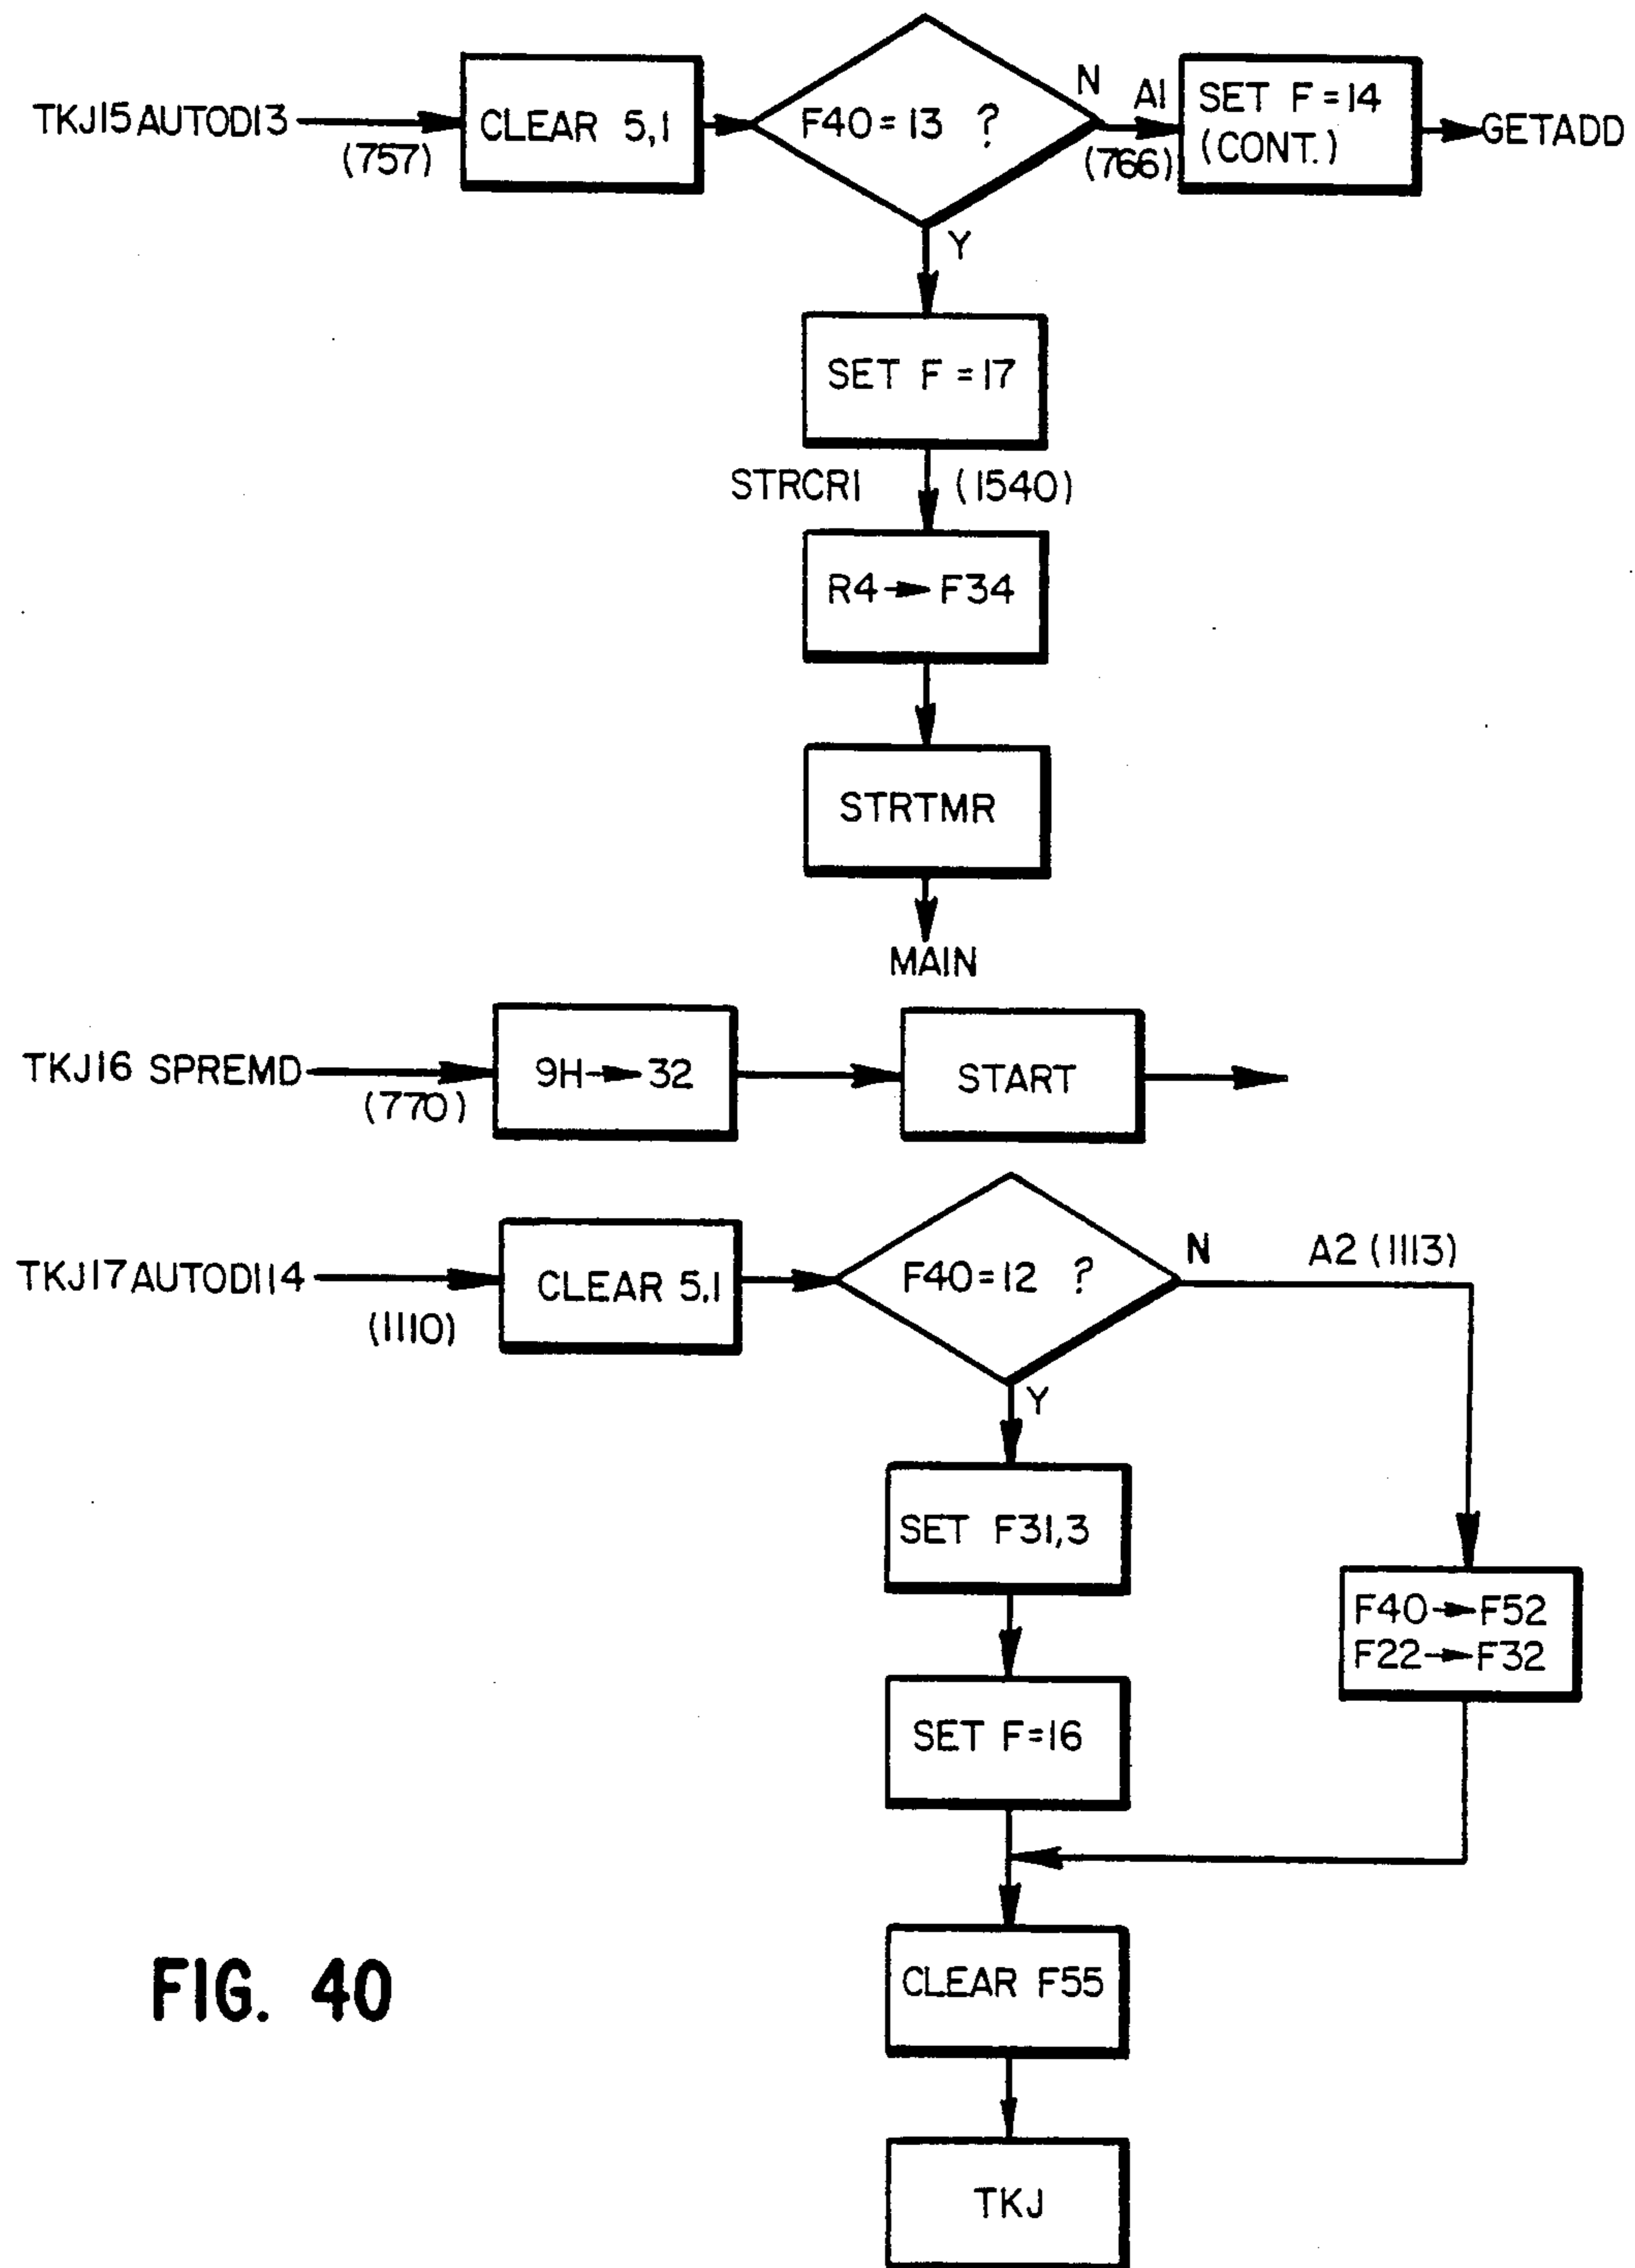 TKJ15 AUTODI3
(757)
CLEAR 5,1
F40=13 ?
N
A1
(766)
SET F=14
(CONT.)
GETADD
Y
SET F=17
STRCR1
(1540)
R4→F34
STRTMR
MAIN
TKJ16 SPREMD
(770)
9H→32
START
TKJ17 AUTODI14
(1110)
CLEAR 5,1
F40=12 ?
N
A2 (1113)
Y
SET F31,3
F40→F52
F22→F32
SET F=16
CLEAR F55
TKJ
FIG. 40